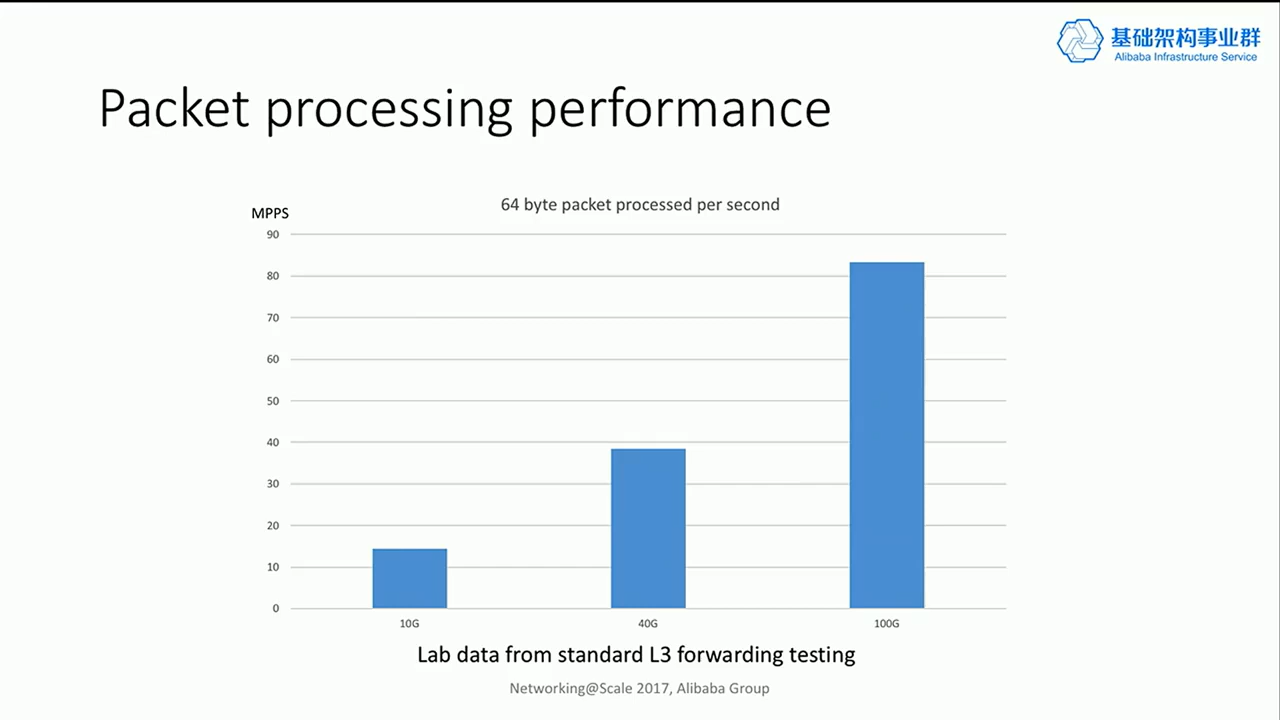 基础架构事业群
Alibaba Infrastructure Service
Packet processing performance
64 byte packet processed per second
MPPS
90
80
70
60
50
40
30
20
10
0
10G
40G
100G
Lab data from standard L3 forwarding testing
Networking@Scale 2017, Alibaba Group